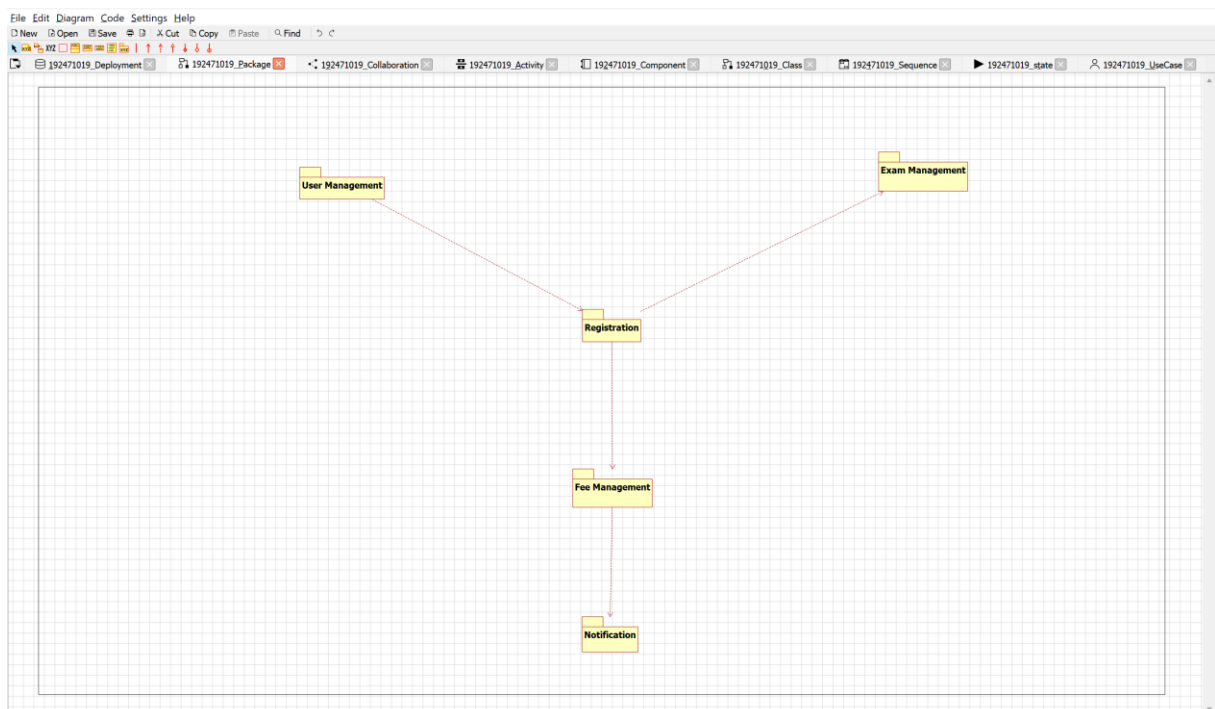 File Edit Diagram Code Settings Help
New Open Save Cut Copy Paste Find
XYZ
192471019_Deployment 192471019_Package 192471019_Collaboration 192471019_Activity 192471019_Component 192471019_Class 192471019_Sequence 192471019_state 192471019_UseCase
Exam Management
User Management
Registration
Fee Management
Notification